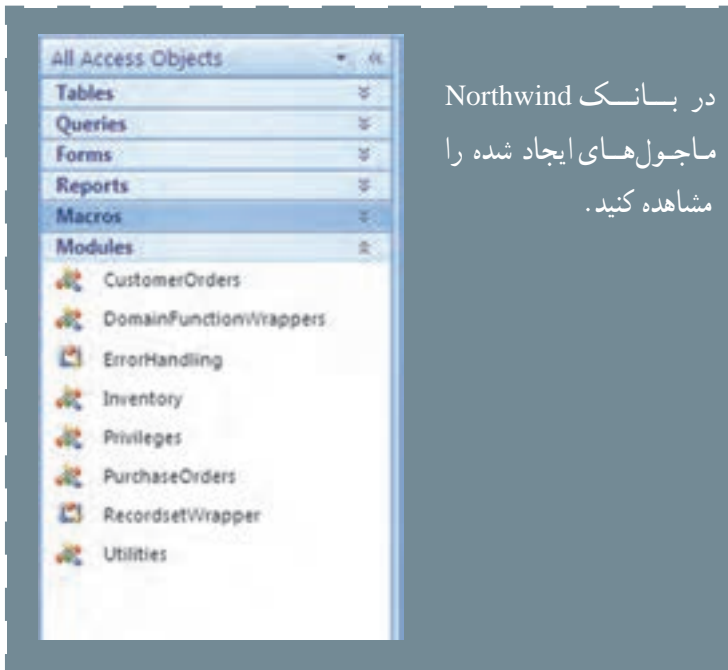 All Access Objects
Tables
Queries
Forms
Reports
Macros
Modules
CustomerOrders
DomainFunctionWrappers
ErrorHandling
Inventory
Privileges
PurchaseOrders
RecordsetWrapper
Utilities
در بانک Northwind
ماجول‌های ایجاد شده را
مشاهده کنید.